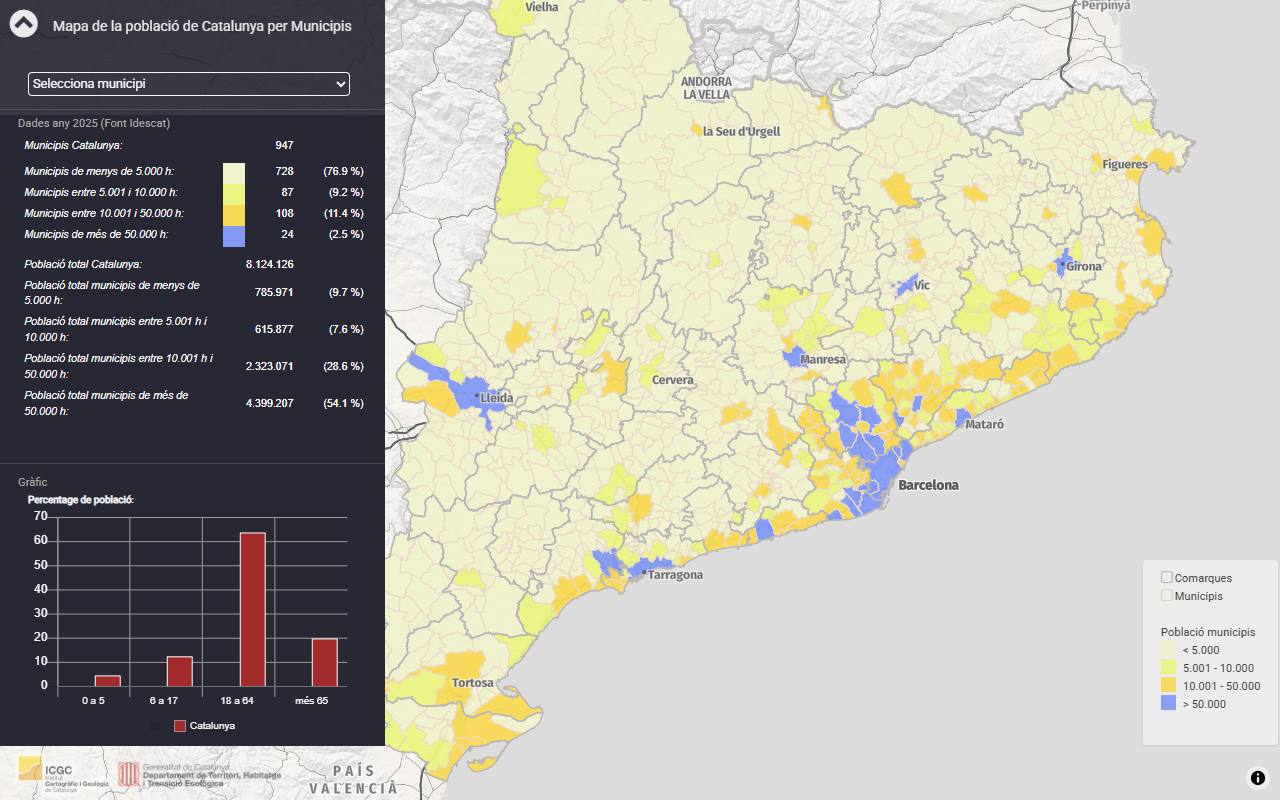 Mapa de la població de Catalunya per Municipis
Selecciona municipi
Dades any 2025 (Font Idescat)
Municipis Catalunya: 947
Municipis de menys de 5.000 h: 728 (76.9 %)
Municipis entre 5.001 i 10.000 h: 87 (9.2 %)
Municipis entre 10.001 i 50.000 h: 108 (11.4 %)
Municipis de més de 50.000 h: 24 (2.5 %)
Població total Catalunya: 8.124.126
Població total municipis de menys de
5.000 h: 785.971 (9.7 %)
Població total municipis entre 5.001 h i
10.000 h: 615.877 (7.6 %)
Població total municipis entre 10.001 h i
50.000 h: 2.323.071 (28.6 %)
Població total municipis de més de
50.000 h: 4.399.207 (54.1 %)
Gràfic
Percentage de població:
70
60
50
40
30
20
10
0
0 a 5 6 a 17 18 a 64 més 65
Catalunya
ICGC
Institut
Cartogràfic i Geològic
de Catalunya
Generalitat de Catalunya
Departament de Territori, Habitatge
i Transició Ecològica
PAÍS
VALENCIÀ
Vielha
Perpinyà
ANDORRA
LA VELLA
la Seu d'Urgell
Figueres
Girona
Vic
Manresa
Cervera
Lleida
Mataró
Barcelona
Tarragona
Tortosa
Comarques
Municipis
Població municipis
< 5.000
5.001 - 10.000
10.001 - 50.000
> 50.000